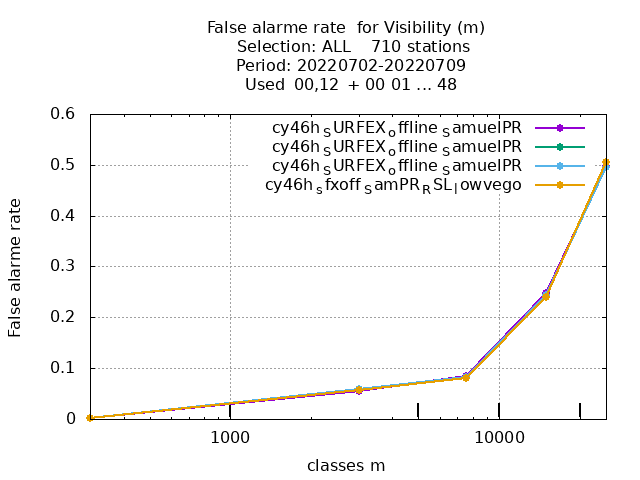 False alarme rate  for Visibility (m)
Selection: ALL    710 stations
Period: 20220702-20220709
Used  00,12  + 00 01 ... 48
0.6
0.5
0.4
0.3
0.2
0.1
0
False alarme rate
cy46h_SURFEX_offline_SamuelPR
cy46h_SURFEX_offline_SamuelPR
cy46h_SURFEX_offline_SamuelPR
cy46h_sfxoff_SamPR_RSL_lowvego
1000
10000
classes m